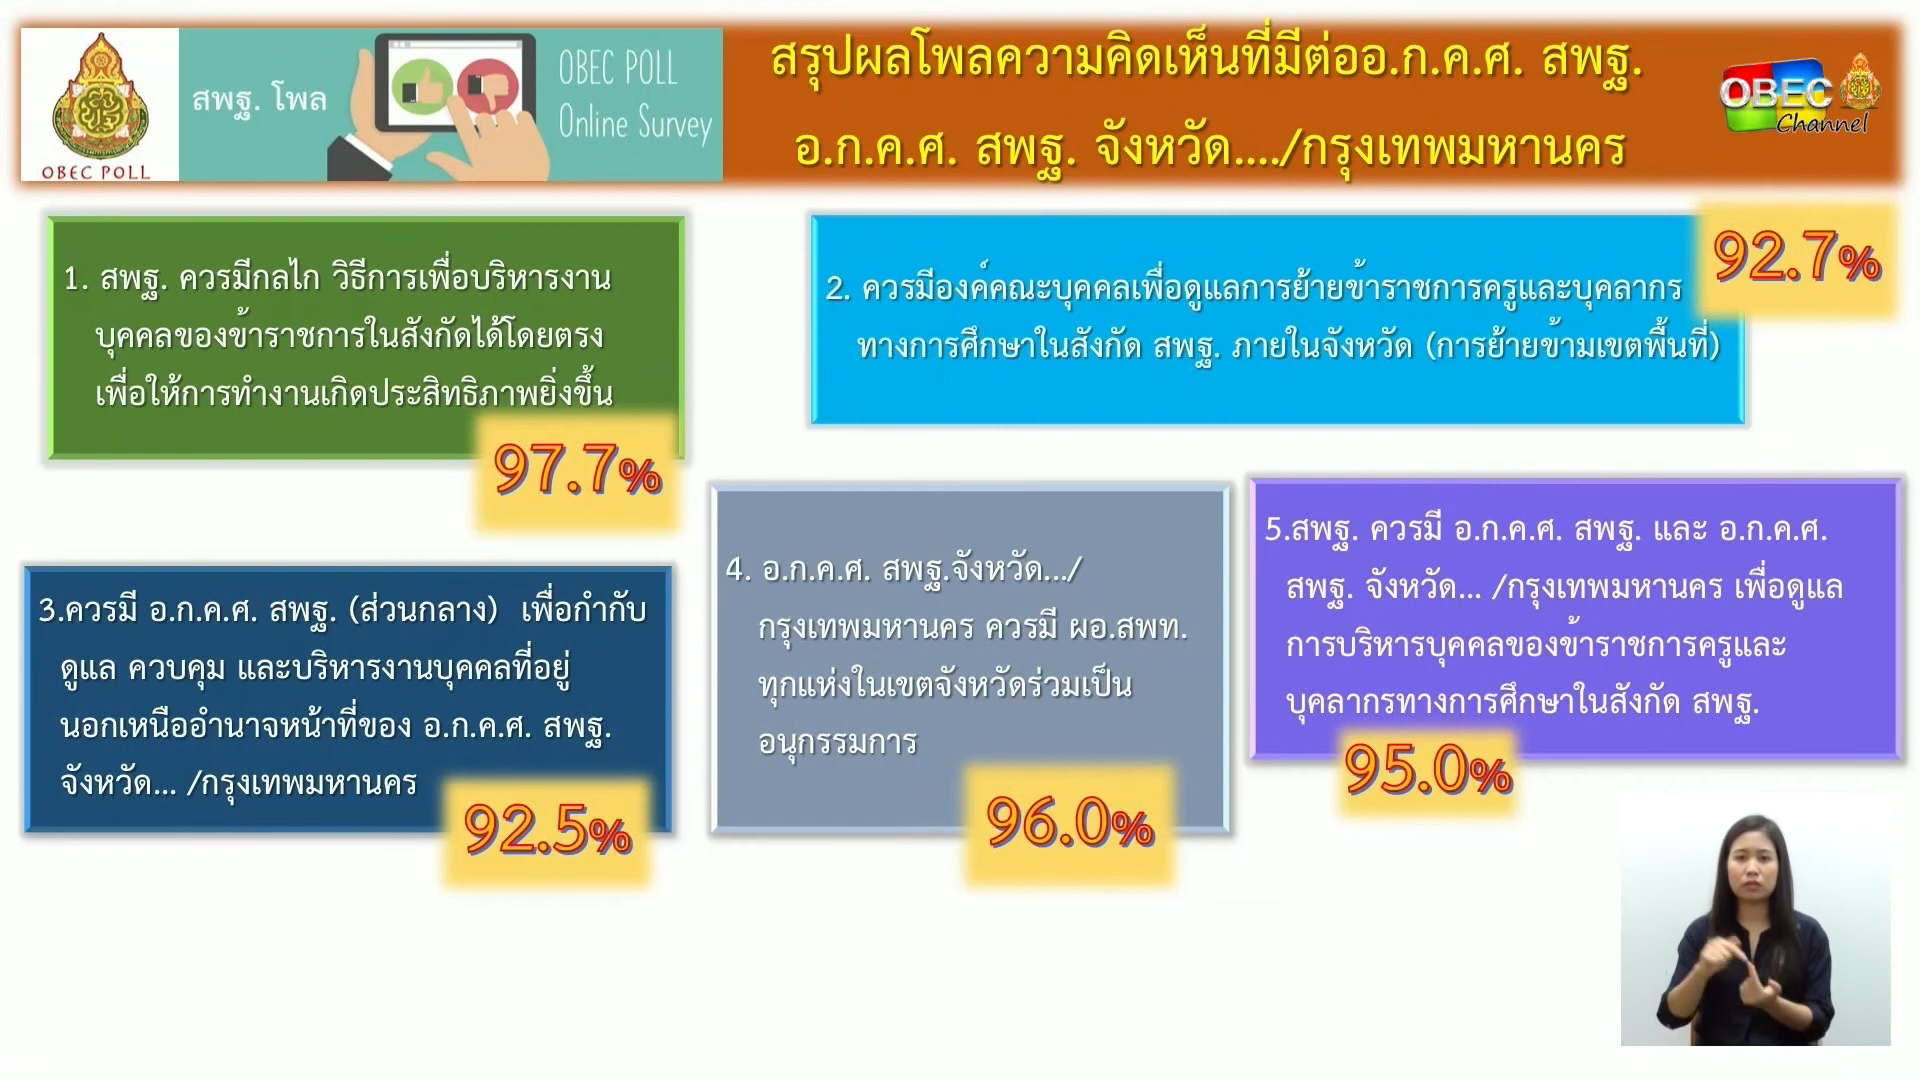 OBEC POLL
สพฐ. โพล
OBEC POLL
Online Survey
สรุปผลโพลความคิดเห็นที่มีต่ออ.ก.ค.ศ. สพฐ.
อ.ก.ค.ศ. สพฐ. จังหวัด..../กรุงเทพมหานคร
OBEC
Channel
1. สพฐ. ควรมีกลไก วิธีการเพื่อบริหารงาน
บุคคลของข้าราชการในสังกัดได้โดยตรง
เพื่อให้การทำงานเกิดประสิทธิภาพยิ่งขึ้น
97.7%
2. ควรมีองค์คณะบุคคลเพื่อดูแลการย้ายข้าราชการครูและบุคลากร
ทางการศึกษาในสังกัด สพฐ. ภายในจังหวัด (การย้ายข้ามเขตพื้นที่)
92.7%
3.ควรมี อ.ก.ค.ศ. สพฐ. (ส่วนกลาง) เพื่อกำกับ
ดูแล ควบคุม และบริหารงานบุคคลที่อยู่
นอกเหนืออำนาจหน้าที่ของ อ.ก.ค.ศ. สพฐ.
จังหวัด... /กรุงเทพมหานคร
92.5%
4. อ.ก.ค.ศ. สพฐ.จังหวัด.../
กรุงเทพมหานคร ควรมี ผอ.สพท.
ทุกแห่งในเขตจังหวัดร่วมเป็น
อนุกรรมการ
96.0%
5.สพฐ. ควรมี อ.ก.ค.ศ. สพฐ. และ อ.ก.ค.ศ.
สพฐ. จังหวัด... /กรุงเทพมหานคร เพื่อดูแล
การบริหารบุคคลของข้าราชการครูและ
บุคลากรทางการศึกษาในสังกัด สพฐ.
95.0%